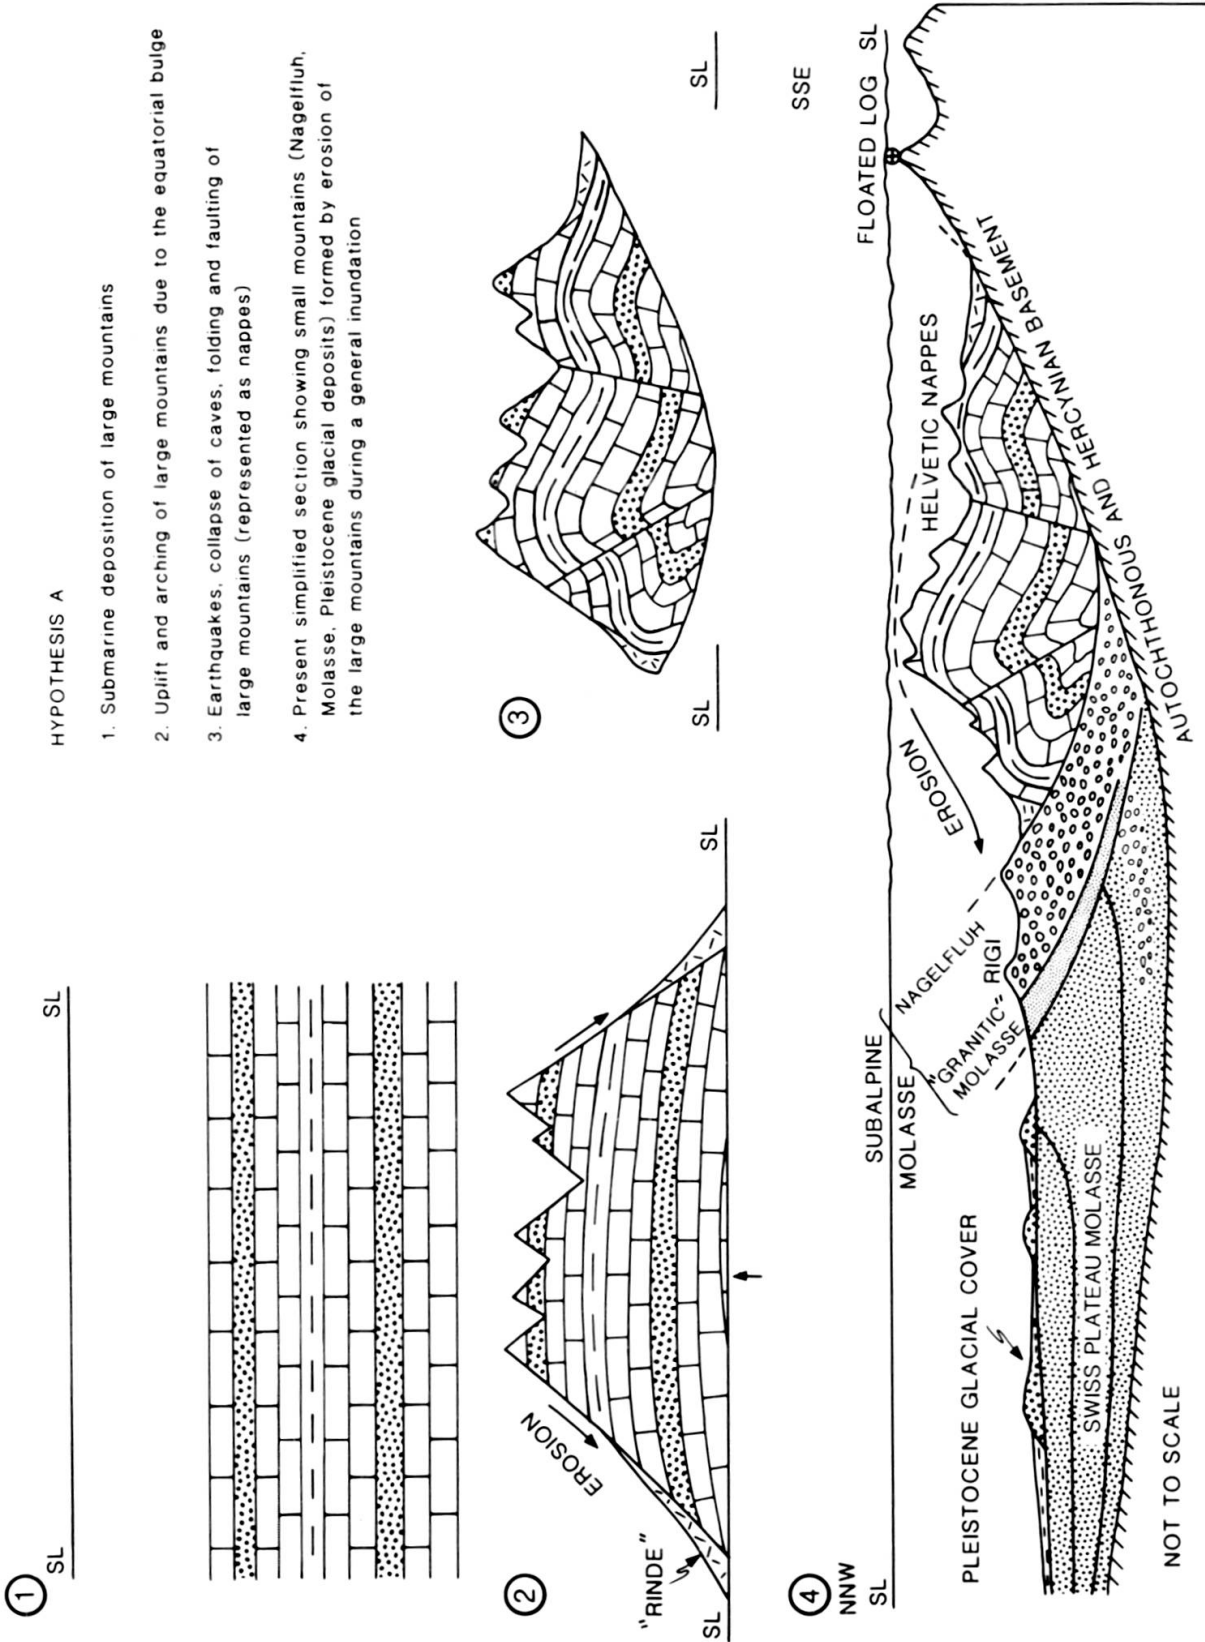 HYPOTHESIS A
1. Submarine deposition of large mountains
2. Uplift and arching of large mountains due to the equatorial bulge
3. Earthquakes, collapse of caves, folding and faulting of
large mountains (represented as nappes)
4. Present simplified section showing small mountains (Nagelfluh,
Molasse, Pleistocene glacial deposits) formed by erosion of
the large mountains during a general inundation
1
SL
SL
2
EROSION
"RINDE"
SL
SL
3
SL
SL
4
NNW
SL
SSE
FLOATED LOG SL
SUBALPINE
MOLASSE
NAGELFLUH
"GRANITIC"
MOLASSE
RIGI
EROSION
HELVETIC NAPPES
PLEISTOCENE GLACIAL COVER
SWISS PLATEAU MOLASSE
AUTOCHTHONOUS AND HERCYNIAN BASEMENT
NOT TO SCALE